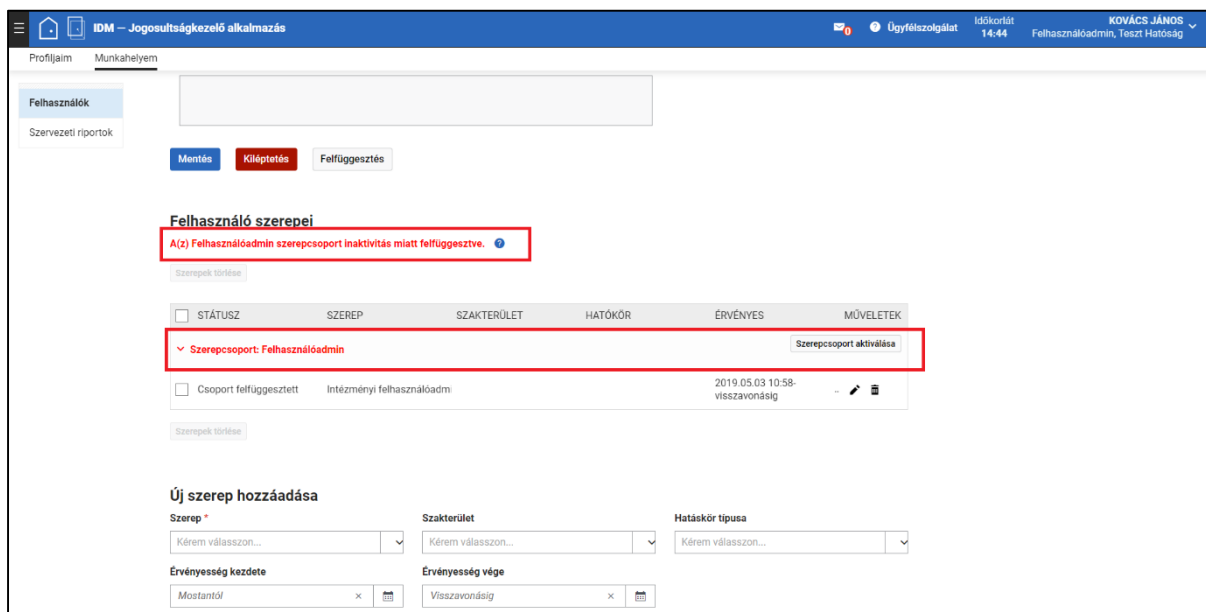 IDM — Jogosultságkezelő alkalmazás
0
Ügyfélszolgálat
Időkorlát
14:44
KOVÁCS JÁNOS
Felhasználóadmin, Teszt Hatóság
Profiljaim
Munkahelyem
Felhasználók
Szervezeti riportok
Mentés
Kiléptetés
Felfüggesztés
Felhasználó szerepei
A(z) Felhasználóadmin szerepcsoport inaktivitás miatt felfüggesztve.
Szerepek törlése
STÁTUSZ
SZEREP
SZAKTERÜLET
HATÓKÖR
ÉRVÉNYES
MŰVELETEK
Szerepcsoport: Felhasználóadmin
Szerepcsoport aktiválása
Csoport felfüggesztett
Intézményi felhasználóadm
2019.05.03 10:58-
visszavonásig
..
Szerepek törlése
Új szerep hozzáadása
Szerep *
Szakterület
Hatáskör típusa
Kérem válasszon...
Kérem válasszon...
Kérem válasszon...
Érvényesség kezdete
Érvényesség vége
Mostantól
Visszavonásig